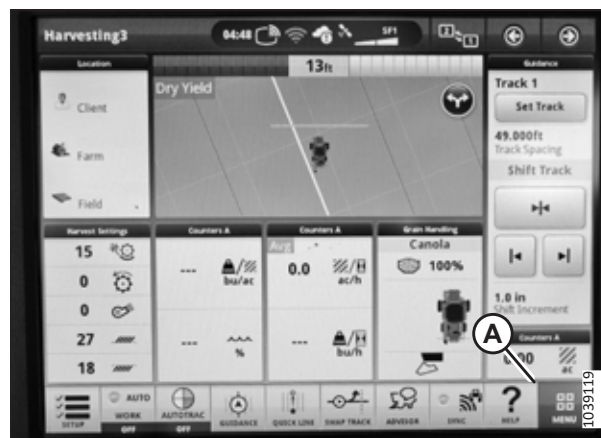 Harvesting3
04:48
SF1
2
1
Location
Client
Farm
Field
13ft
Dry Yield
Guidance
Track 1
Set Track
49.000ft
Track Spacing
Shift Track
1.0 in
Shift Increment
Harvest Settings
15
0
0
27
18
Counters A
---
bu/ac
---
%
Counters A
Avg
0.0
ac/h
---
bu/h
Grain Handling
Canola
100%
A
Counters A
ac
SETUP
AUTO
WORK
OFF
AUTOTRAC
OFF
GUIDANCE
QUICK LINE
SNAP TRACK
ADVISOR
SYNC
?
HELP
MENU
1039119